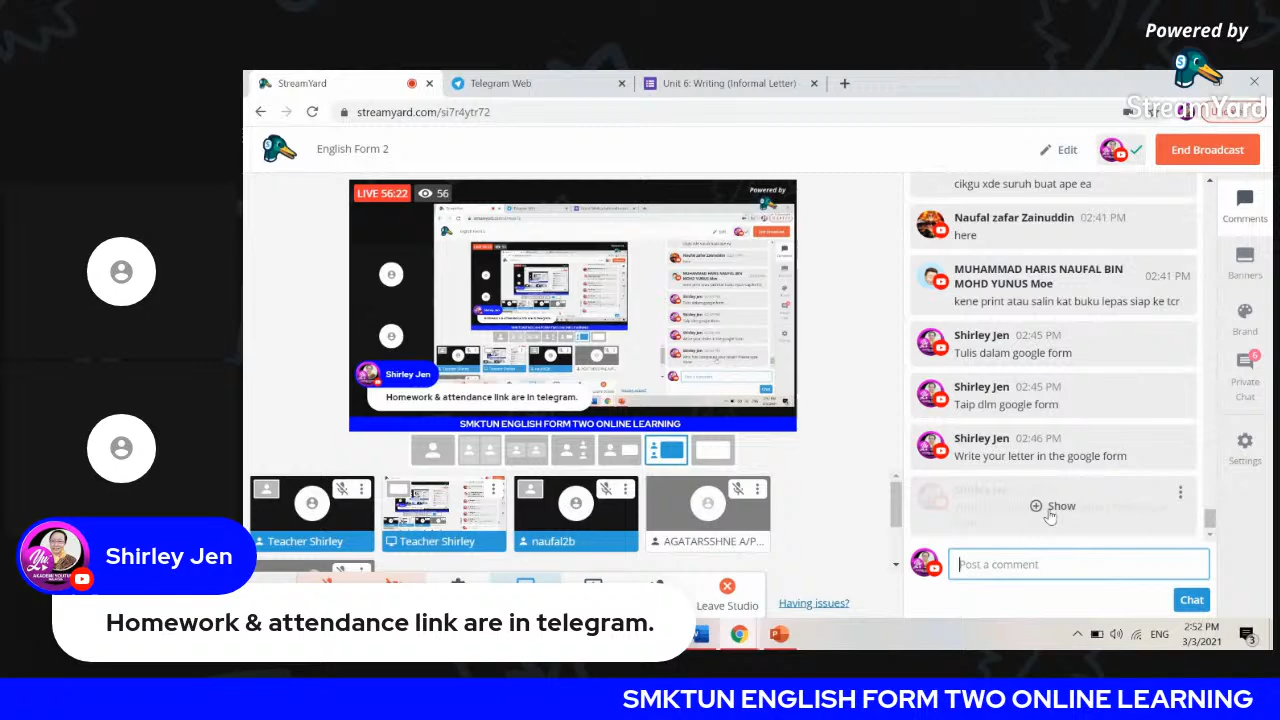 Powered by
StreamYard
StreamYard
Telegram Web
Unit 6: Writing (Informal Letter) -
streamyard.com/si7r4ytr72
English Form 2
Edit
End Broadcast
LIVE 56:22
56
Powered by
Shirley Jen
Homework & attendance link are in telegram.
SMKTUN ENGLISH FORM TWO ONLINE LEARNING
cikgu xde suruh buat ape ea
Naufal zafar Zainuddin 02:41 PM
here
MUHAMMAD HARIS NAUFAL BIN
MOHD YUNUS Moe 02:41 PM
kene print atau salin kat buku lepas siap ke tcr
Shirley Jen 02:45 PM
Tulis dalam google form
Shirley Jen 02:45 PM
Taip dlm google form
Shirley Jen 02:46 PM
Write your letter in the google form
Show
Post a comment
Chat
Comments
Banners
Brand
6
Private
Chat
Settings
Teacher Shirley
Teacher Shirley
naufal2b
AGATARSSHNE A/P...
Leave Studio
Having issues?
ENG
2:52 PM
3/3/2021
3
Shirley Jen
Homework & attendance link are in telegram.
SMKTUN ENGLISH FORM TWO ONLINE LEARNING